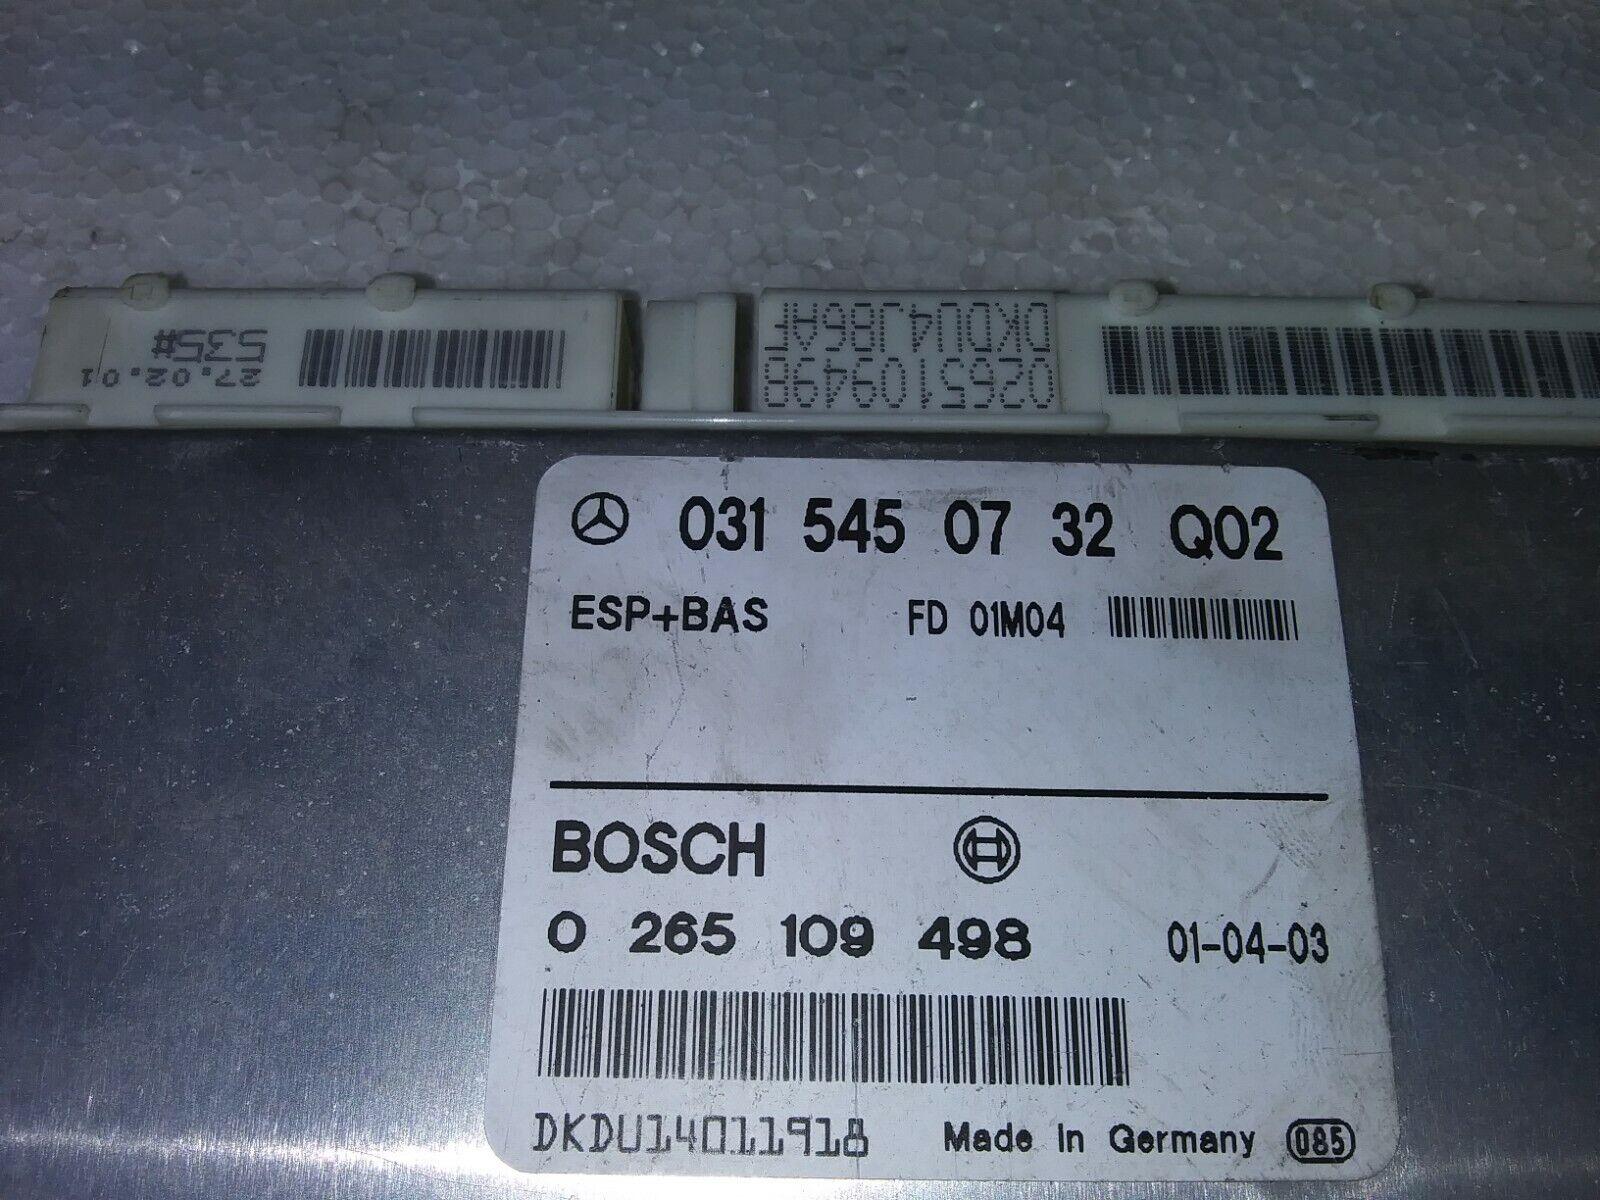 535#
27.02.01
DKDU4JB6AF
0265109498
031 545 07 32 Q02
ESP+BAS FD 01M04
BOSCH
0 265 109 498 01-04-03
DKDU14011918 Made In Germany 085